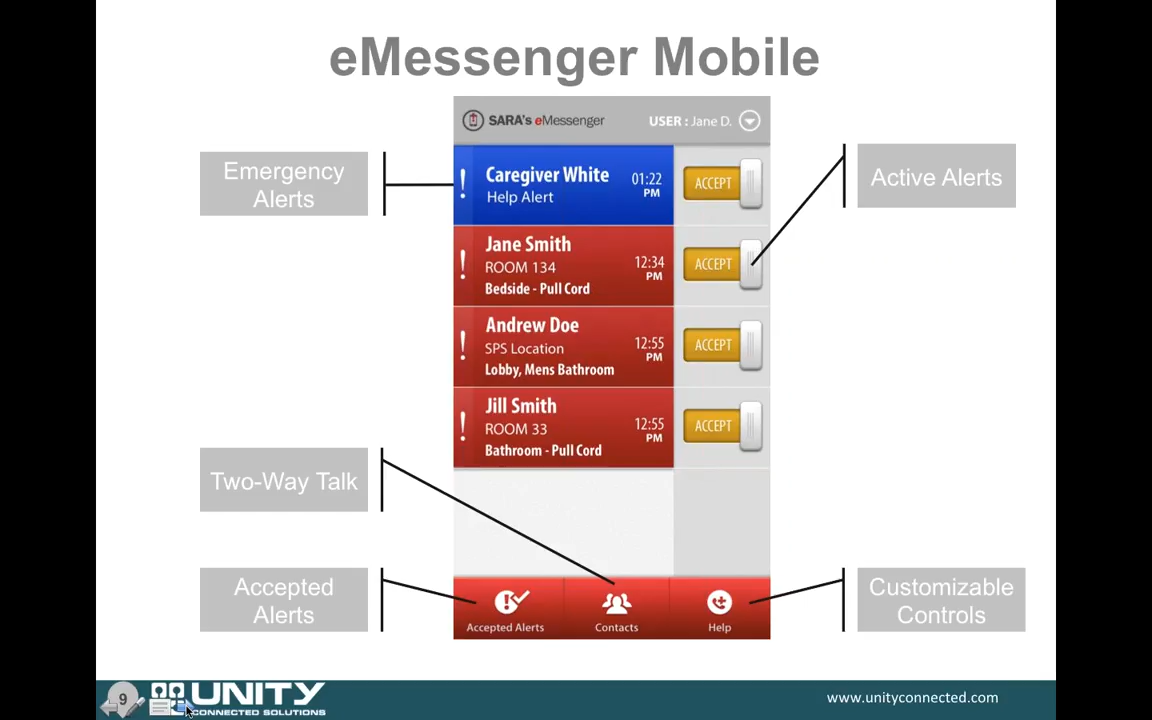 eMessenger Mobile
SARA's eMessenger
USER : Jane D.
Emergency
Alerts
! Caregiver White
Help Alert
01:22
PM
ACCEPT
Active Alerts
! Jane Smith
ROOM 134
Bedside - Pull Cord
12:34
PM
ACCEPT
! Andrew Doe
SPS Location
Lobby, Mens Bathroom
12:55
PM
ACCEPT
! Jill Smith
ROOM 33
Bathroom - Pull Cord
12:55
PM
ACCEPT
Two-Way Talk
Accepted
Alerts
Accepted Alerts
Contacts
Help
Customizable
Controls
9
UNITY
CONNECTED SOLUTIONS
www.unityconnected.com